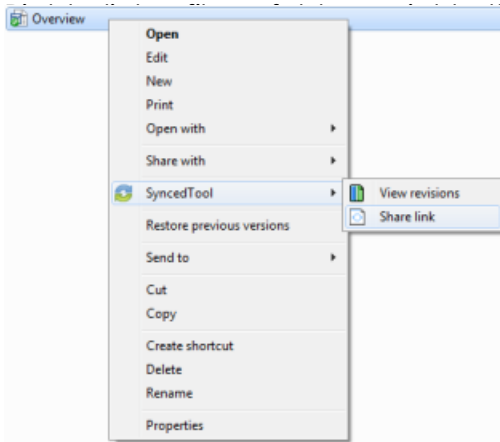 Overview
Open
Edit
New
Print
Open with
Share with
SyncedTool
View revisions
Share link
Restore previous versions
Send to
Cut
Copy
Create shortcut
Delete
Rename
Properties